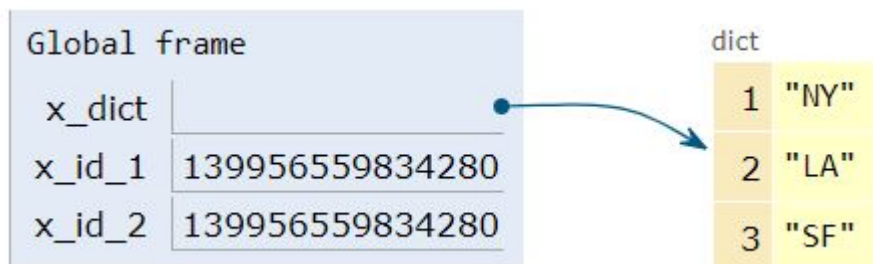 Global frame
x_dict
x_id_1 139956559834280
x_id_2 139956559834280
dict
1 "NY"
2 "LA"
3 "SF"